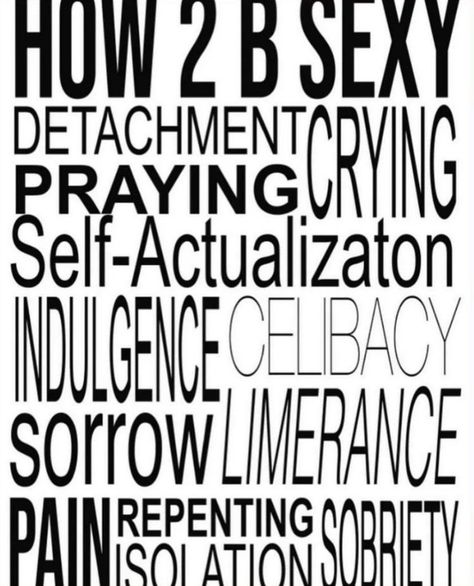 HOW 2 B SEXY
DETACHMENT
PRAYING
CRYING
Self-Actualizaton
INDULGENCE
CELIBACY
sorrow
LIMERANCE
PAIN
REPENTING
ISOLATION
SOBRIETY